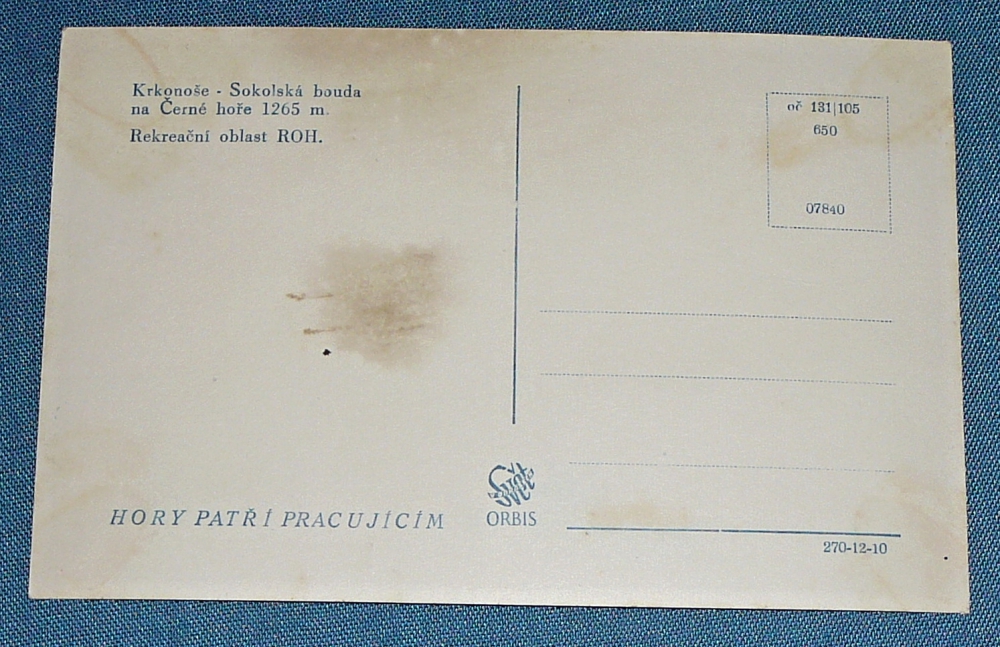 Krkonoše - Sokolská bouda
na Černé hoře 1265 m.
Rekreační oblast ROH.
oč 131|105
650
07840
HORY PATŘÍ PRACUJÍCÍM
Svět
ORBIS
270-12-10